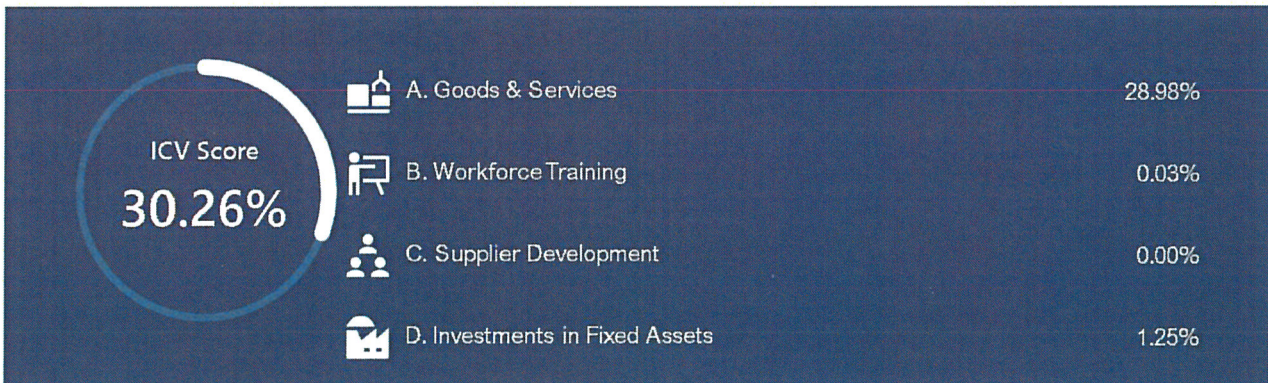 ICV Score
30.26%
A. Goods & Services 28.98%
B. Workforce Training 0.03%
C. Supplier Development 0.00%
D. Investments in Fixed Assets 1.25%